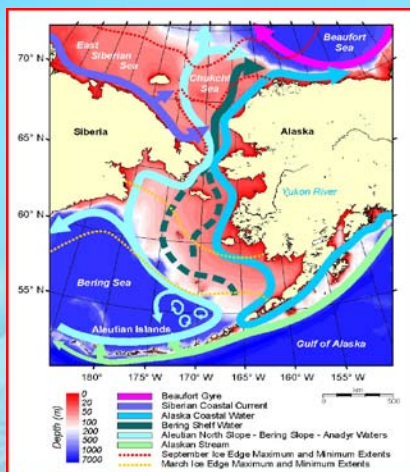 70° N
65° N
60° N
55° N
East
Siberian
Sea
Chukchi
Sea
Beaufort
Sea
Siberia
Alaska
Yukon River
Bering Sea
Aleutian Islands
Gulf of Alaska
180° W
175° W
170° W
165° W
160° W
155° W
150° W
0
km
500
Depth (m)
0
10
20
50
100
200
500
1000
2000
7000
Beaufort Gyre
Siberian Coastal Current
Alaska Coastal Water
Bering Shelf Water
Aleutian North Slope - Bering Slope - Anadyr Waters
Alaskan Stream
September Ice Edge Maximum and Minimum Extents
March Ice Edge Maximum and Minimum Extents